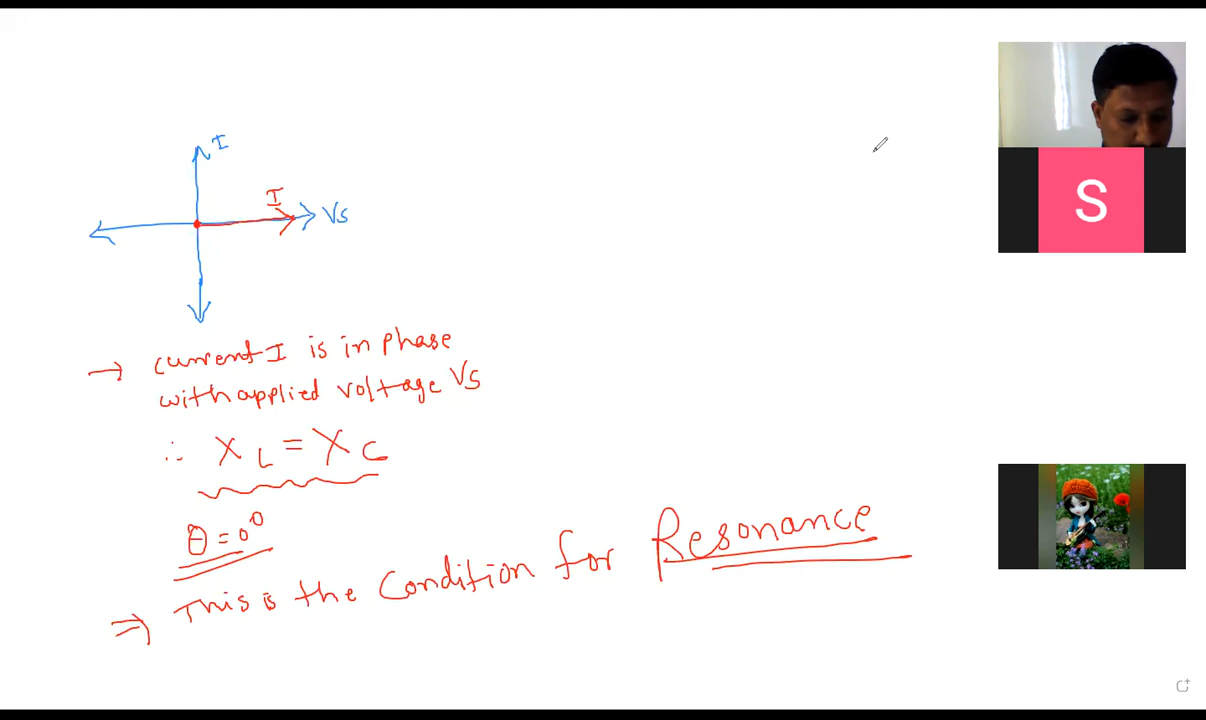 I
I
Vs
S
→ current I is in phase
with applied voltage Vs
∴ XL = XC
θ = 0°
⇒ This is the Condition for Resonance